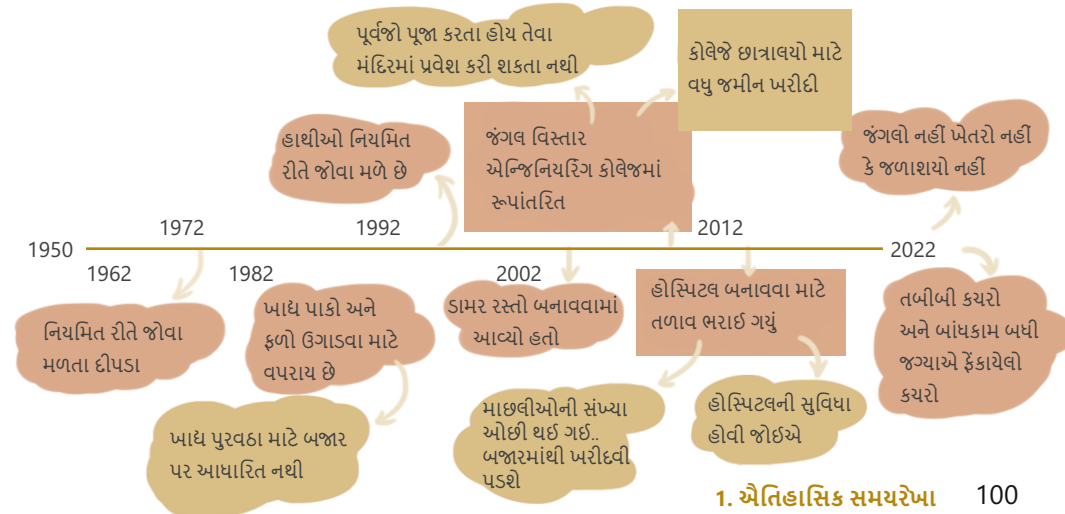 પૂર્વજો પૂજા કરતા હોય તેવા
મંદિરમાં પ્રવેશ કરી શકતા નથી
કોલેજે છાત્રાલયો માટે
વધુ જમીન ખરીદી
હાથીઓ નિયમિત
રીતે જોવા મળે છે
જંગલ વિસ્તાર
એન્જિનિયરિંગ કોલેજમાં
રૂપાંતરિત
જંગલો નહીં ખેતરો નહીં
કે જળાશયો નહીં
1950
1972
1992
2012
2022
1962
1982
2002
નિયમિત રીતે જોવા
મળતા દીપડા
ખાદ્ય પાકો અને
ફળો ઉગાડવા માટે
વપરાય છે
ડામર રસ્તો બનાવવામાં
આવ્યો હતો
હોસ્પિટલ બનાવવા માટે
તળાવ ભરાઈ ગયું
તબીબી કચરો
અને બાંધકામ બધી
જગ્યાએ ફેંકાયેલો
કચરો
ખાદ્ય પુરવઠા માટે બજાર
પર આધારિત નથી
માછલીઓની સંખ્યા
ઓછી થઈ ગઈ..
બજારમાંથી ખરીદવી
પડશે
હોસ્પિટલની સુવિધા
હોવી જોઈએ
1. ઐતિહાસિક સમયરેખા
100